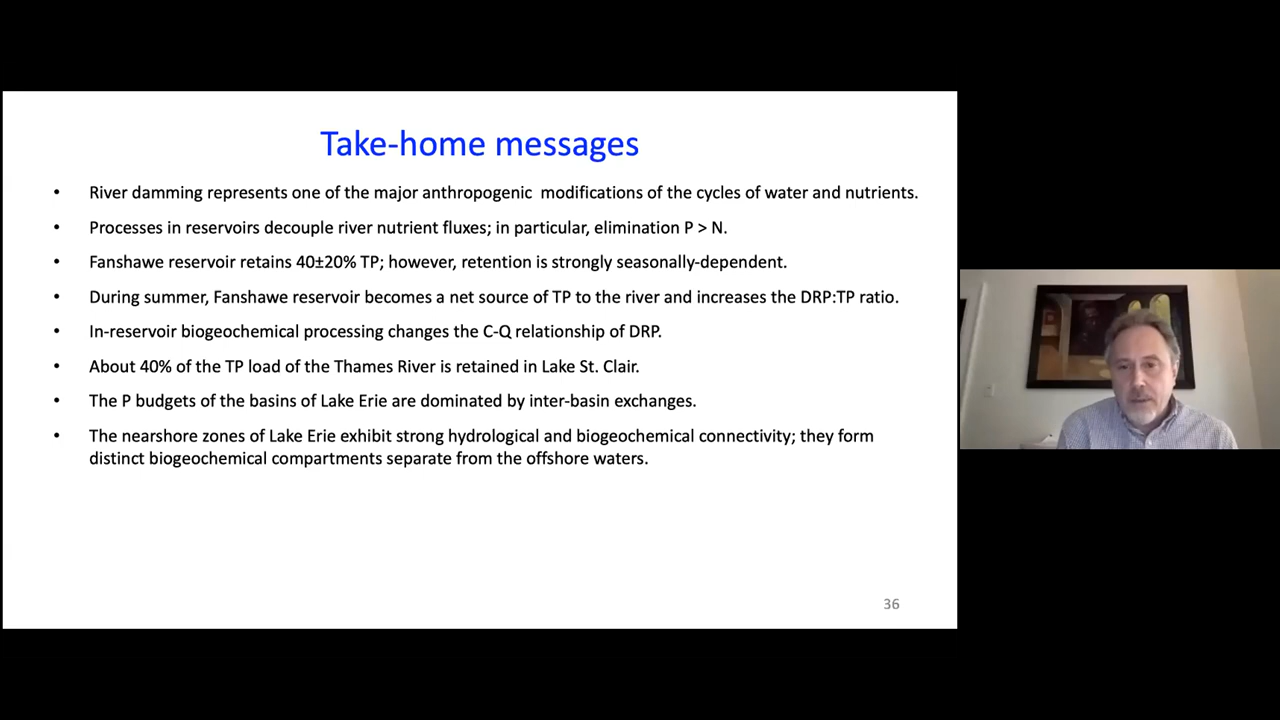 Take-home messages
• River damming represents one of the major anthropogenic  modifications of the cycles of water and nutrients.
• Processes in reservoirs decouple river nutrient fluxes; in particular, elimination P > N.
• Fanshawe reservoir retains 40±20% TP; however, retention is strongly seasonally-dependent.
• During summer, Fanshawe reservoir becomes a net source of TP to the river and increases the DRP:TP ratio.
• In-reservoir biogeochemical processing changes the C-Q relationship of DRP.
• About 40% of the TP load of the Thames River is retained in Lake St. Clair.
• The P budgets of the basins of Lake Erie are dominated by inter-basin exchanges.
• The nearshore zones of Lake Erie exhibit strong hydrological and biogeochemical connectivity; they form
distinct biogeochemical compartments separate from the offshore waters.
36